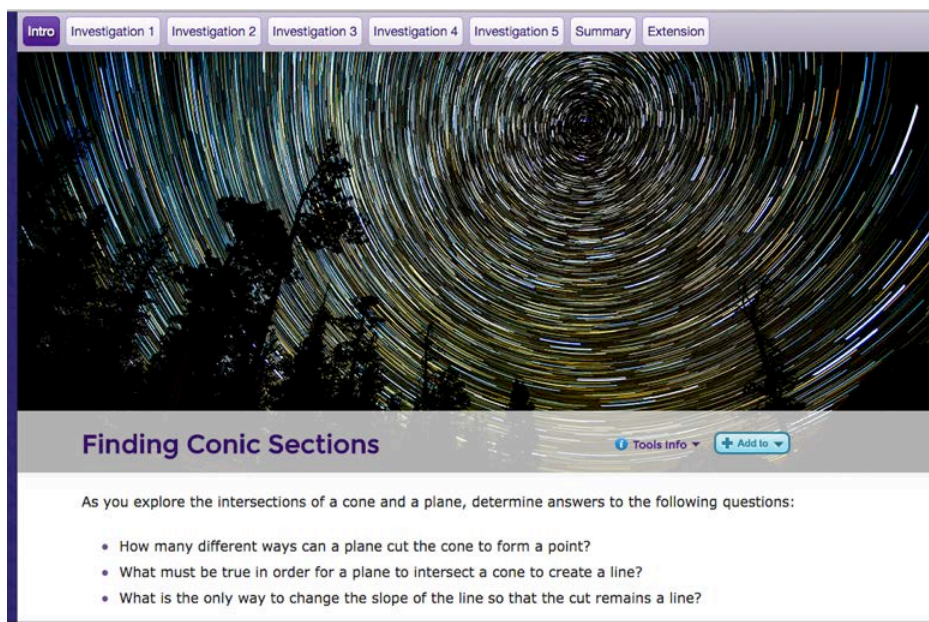 Intro Investigation 1 Investigation 2 Investigation 3 Investigation 4 Investigation 5 Summary Extension
Finding Conic Sections
Tools Info Add to
As you explore the intersections of a cone and a plane, determine answers to the following questions:
• How many different ways can a plane cut the cone to form a point?
• What must be true in order for a plane to intersect a cone to create a line?
• What is the only way to change the slope of the line so that the cut remains a line?